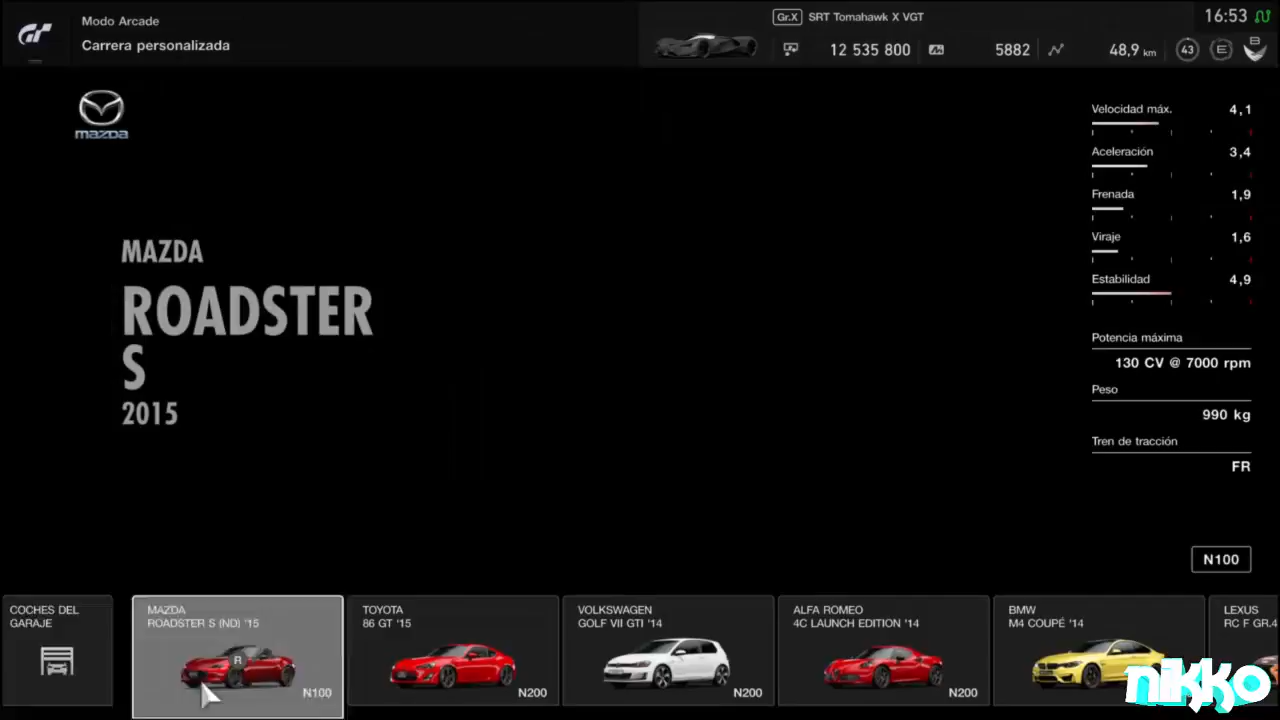 Modo Arcade
Carrera personalizada
Gr.X SRT Tomahawk X VGT
12 535 800
5882
48,9 km
43
E
B
16:53
mazda
MAZDA
ROADSTER
S
2015
Velocidad máx. 4,1
Aceleración 3,4
Frenada 1,9
Viraje 1,6
Estabilidad 4,9
Potencia máxima
130 CV @ 7000 rpm
Peso
990 kg
Tren de tracción
FR
N100
COCHES DEL
GARAJE
MAZDA
ROADSTER S (ND) '15
R
N100
TOYOTA
86 GT '15
N200
VOLKSWAGEN
GOLF VII GTI '14
N200
ALFA ROMEO
4C LAUNCH EDITION '14
N200
BMW
M4 COUPÉ '14
LEXUS
RC F GR.4
nikko